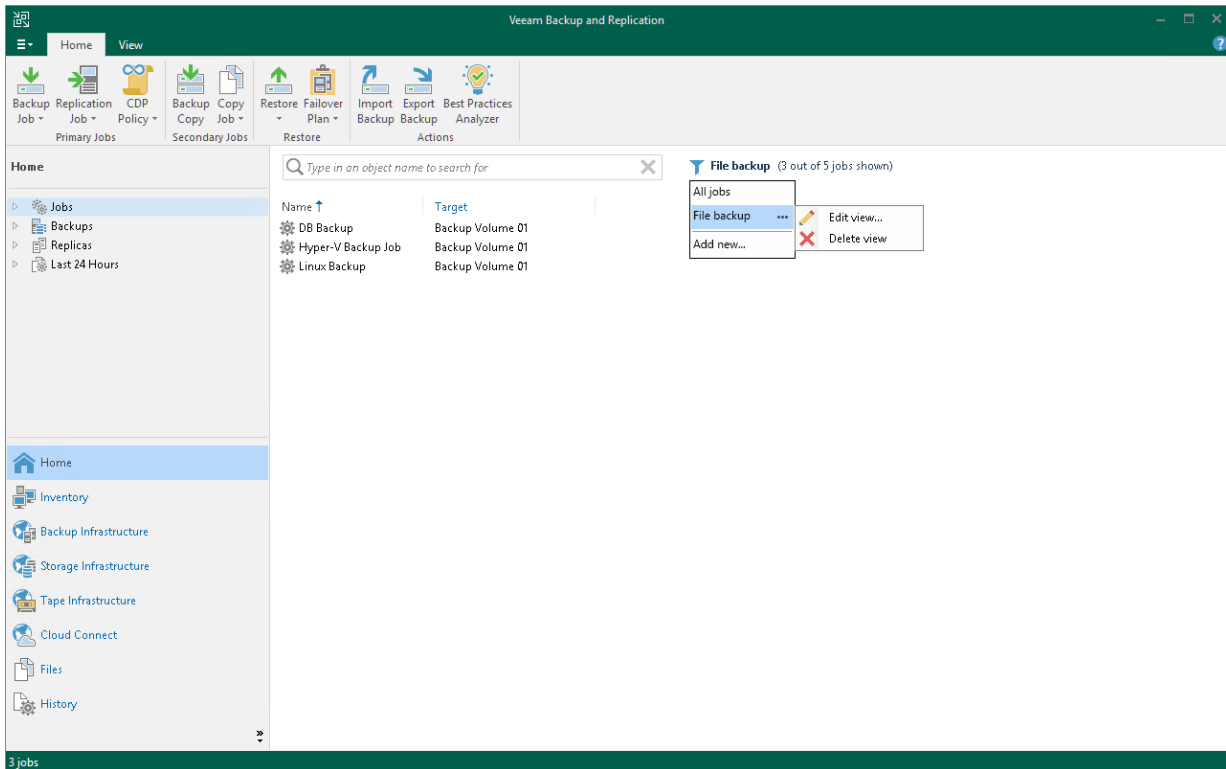 Veeam Backup and Replication
Home View
Backup Job Replication Job CDP Policy Backup Copy Copy Job Restore Failover Plan Import Backup Export Backup Best Practices Analyzer
Primary Jobs Secondary Jobs Restore Actions
Home
Type in an object name to search for
File backup (3 out of 5 jobs shown)
All jobs
File backup ... Edit view...
Delete view
Add new...
Jobs
Backups
Replicas
Last 24 Hours
Name Target
DB Backup Backup Volume 01
Hyper-V Backup Job Backup Volume 01
Linux Backup Backup Volume 01
Home
Inventory
Backup Infrastructure
Storage Infrastructure
Tape Infrastructure
Cloud Connect
Files
History
3 jobs